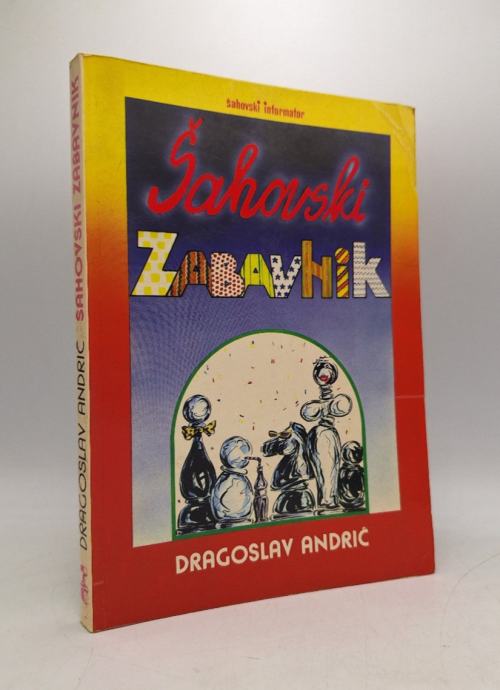 šahovski informator
Šahovski
ZABAVNIK
DRAGOSLAV ANDRIĆ
DRAGOSLAV ANDRIĆ ŠAHOVSKI ZABAVNIK